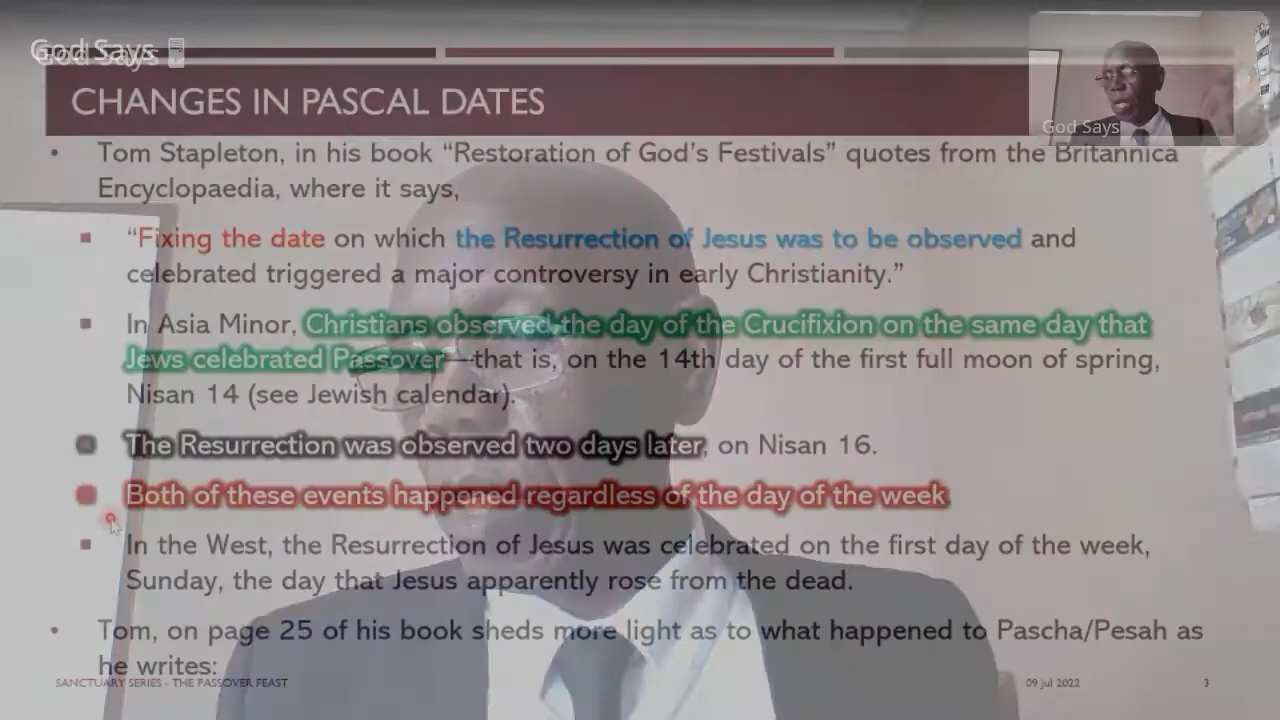 God Says
God Says
CHANGES IN PASCAL DATES
God Says
• Tom Stapleton, in his book “Restoration of God’s Festivals” quotes from the Britannica
Encyclopaedia, where it says,
“Fixing the date on which the Resurrection of Jesus was to be observed and
celebrated triggered a major controversy in early Christianity.”
In Asia Minor, Christians observed the day of the Crucifixion on the same day that
Jews celebrated Passover—that is, on the 14th day of the first full moon of spring,
Nisan 14 (see Jewish calendar).
The Resurrection was observed two days later, on Nisan 16.
Both of these events happened regardless of the day of the week
In the West, the Resurrection of Jesus was celebrated on the first day of the week,
Sunday, the day that Jesus apparently rose from the dead.
• Tom, on page 25 of his book sheds more light as to what happened to Pascha/Pesah as
he writes:
SANCTUARY SERIES - THE PASSOVER FEAST
09 Jul 2022
3